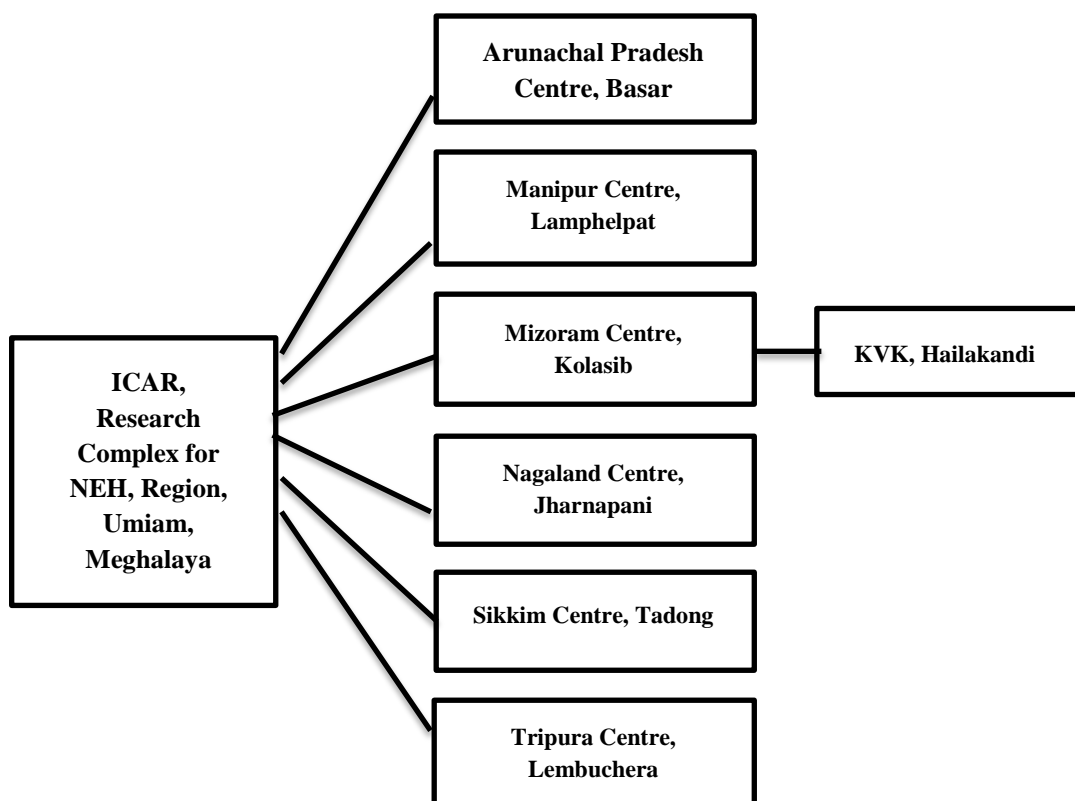 Arunachal Pradesh
Centre, Basar
Manipur Centre,
Lamphelpat
Mizoram Centre,
Kolasib
KVK, Hailakandi
ICAR,
Research
Complex for
NEH, Region,
Umiam,
Meghalaya
Nagaland Centre,
Jharnapani
Sikkim Centre, Tadong
Tripura Centre,
Lembuchera